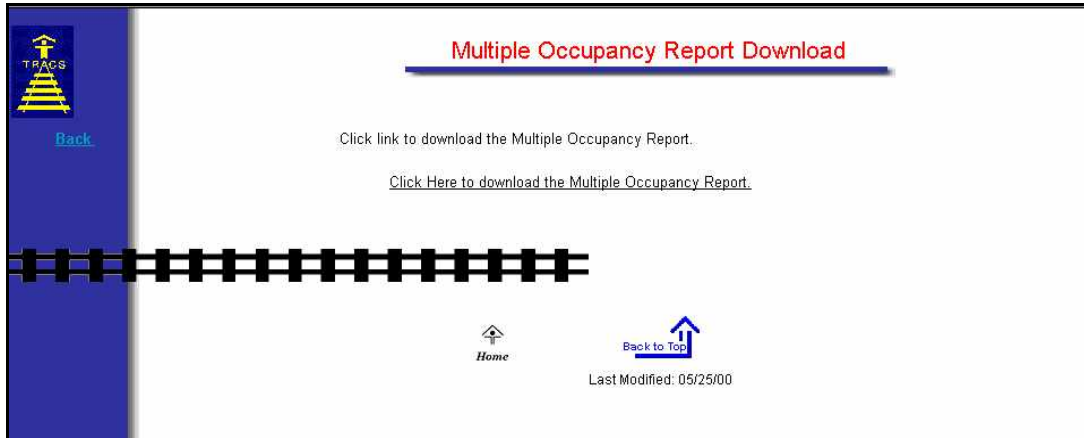 TRACS
Multiple Occupancy Report Download
Back
Click link to download the Multiple Occupancy Report.
Click Here to download the Multiple Occupancy Report.
Home
Back to Top
Last Modified: 05/25/00